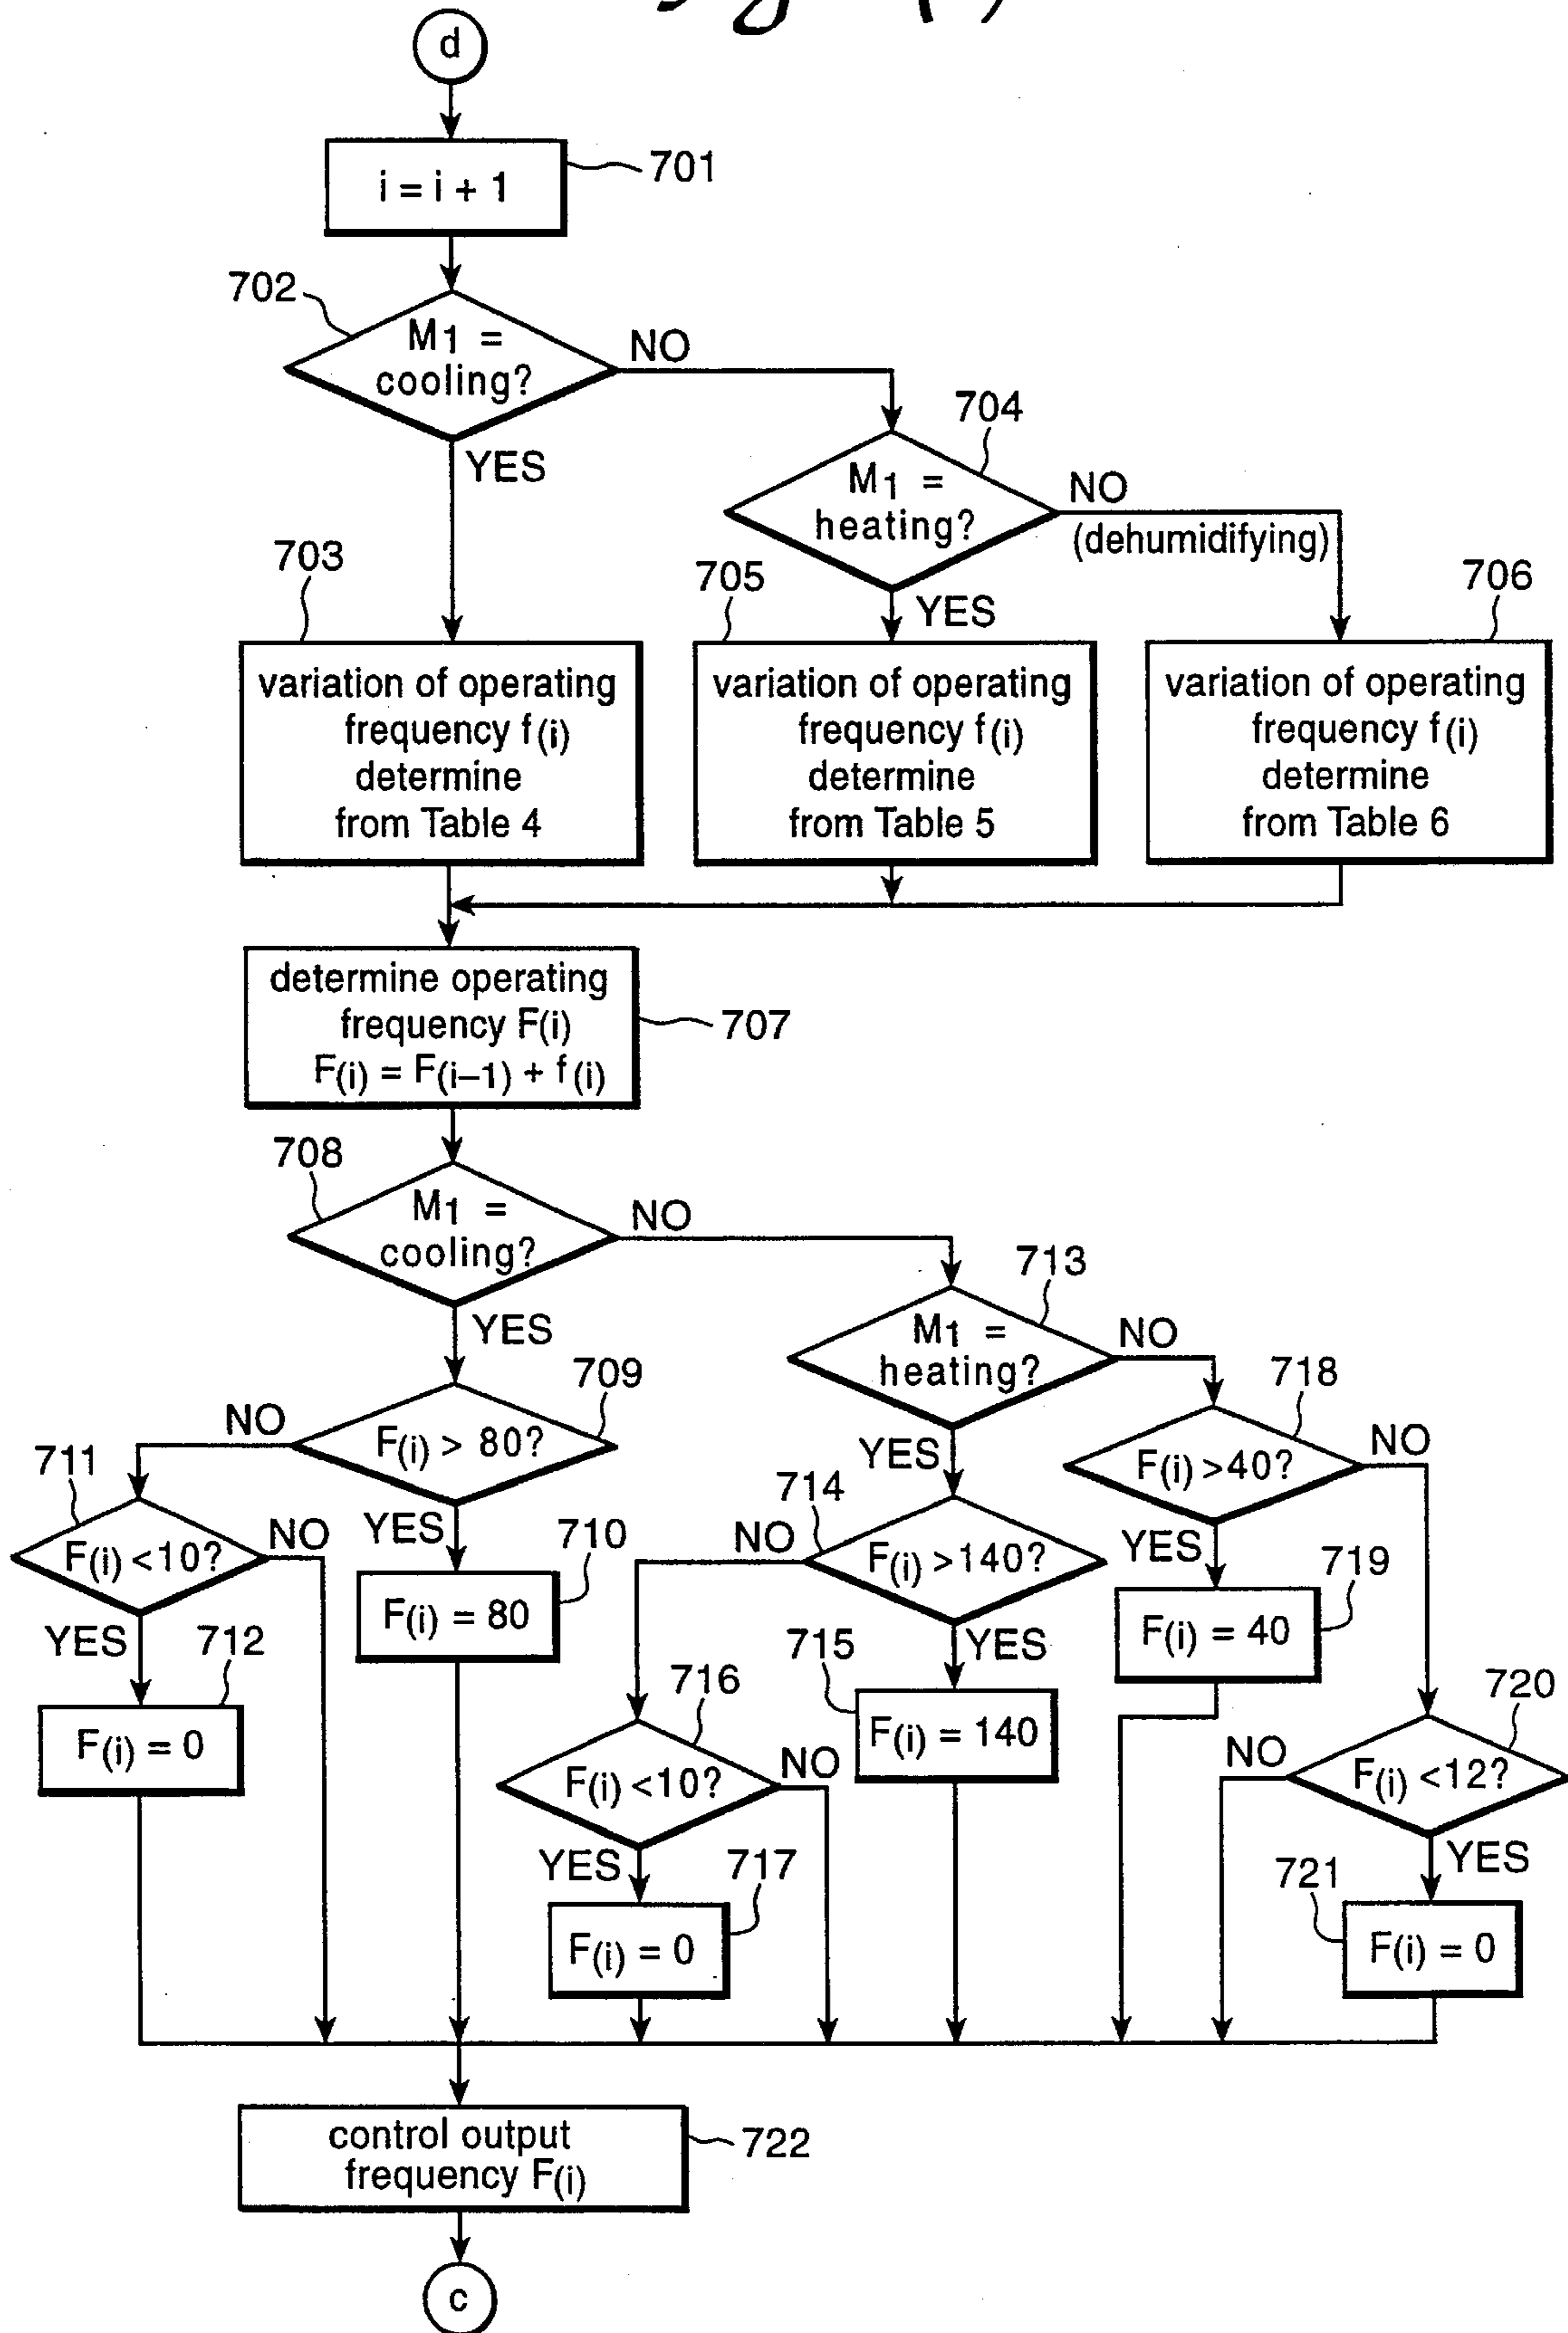 d
i = i + 1
701
702
M1 =
cooling?
NO
YES
704
M1 =
heating?
NO
(dehumidifying)
YES
703
variation of operating
frequency f(i)
determine
from Table 4
705
variation of operating
frequency f(i)
determine
from Table 5
706
variation of operating
frequency f(i)
determine
from Table 6
determine operating
frequency F(i)
F(i) = F(i–1) + f(i)
707
708
M1 =
cooling?
NO
YES
713
M1 =
heating?
NO
YES
709
F(i) > 80?
NO
YES
718
F(i) >40?
NO
YES
711
F(i) <10?
NO
YES
710
F(i) = 80
714
F(i) >140?
NO
YES
719
F(i) = 40
712
F(i) = 0
716
F(i) <10?
NO
YES
715
F(i) = 140
720
F(i) <12?
NO
YES
717
F(i) = 0
721
F(i) = 0
control output
frequency F(i)
722
c